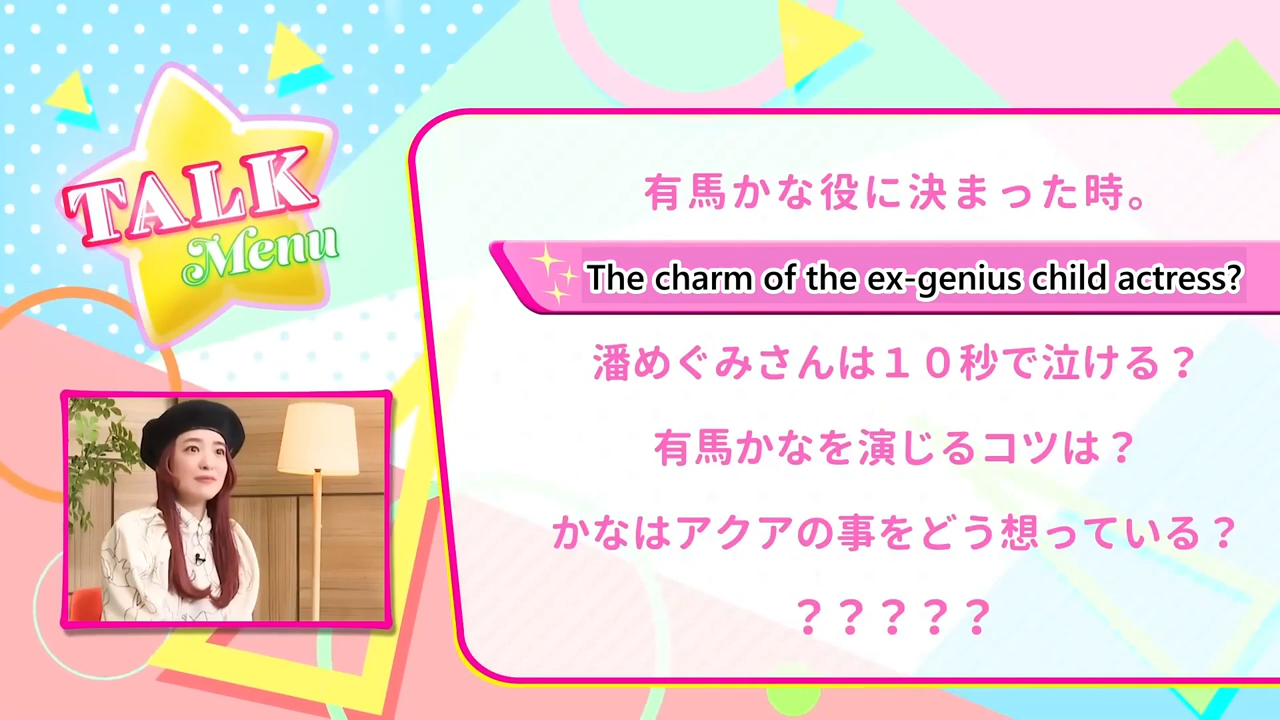 TALK
Menu
有馬かな役に決まった時。
The charm of the ex-genius child actress?
潘めぐみさんは１０秒で泣ける？
有馬かなを演じるコツは？
かなはアクアの事をどう想っている？
？？？？？